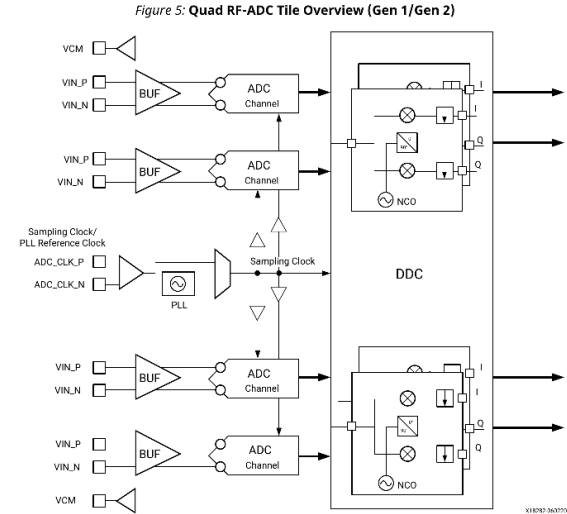 Figure 5: Quad RF-ADC Tile Overview (Gen 1/Gen 2)
VCM
VIN_P
VIN_N
BUF
ADC
Channel
I
I
Q
Q
NCO
VIN_P
VIN_N
BUF
ADC
Channel
Sampling Clock/
PLL Reference Clock
ADC_CLK_P
ADC_CLK_N
PLL
Sampling Clock
DDC
VIN_P
VIN_N
BUF
ADC
Channel
I
I
Q
Q
NCO
VIN_P
VIN_N
BUF
ADC
Channel
VCM
X18282-060220